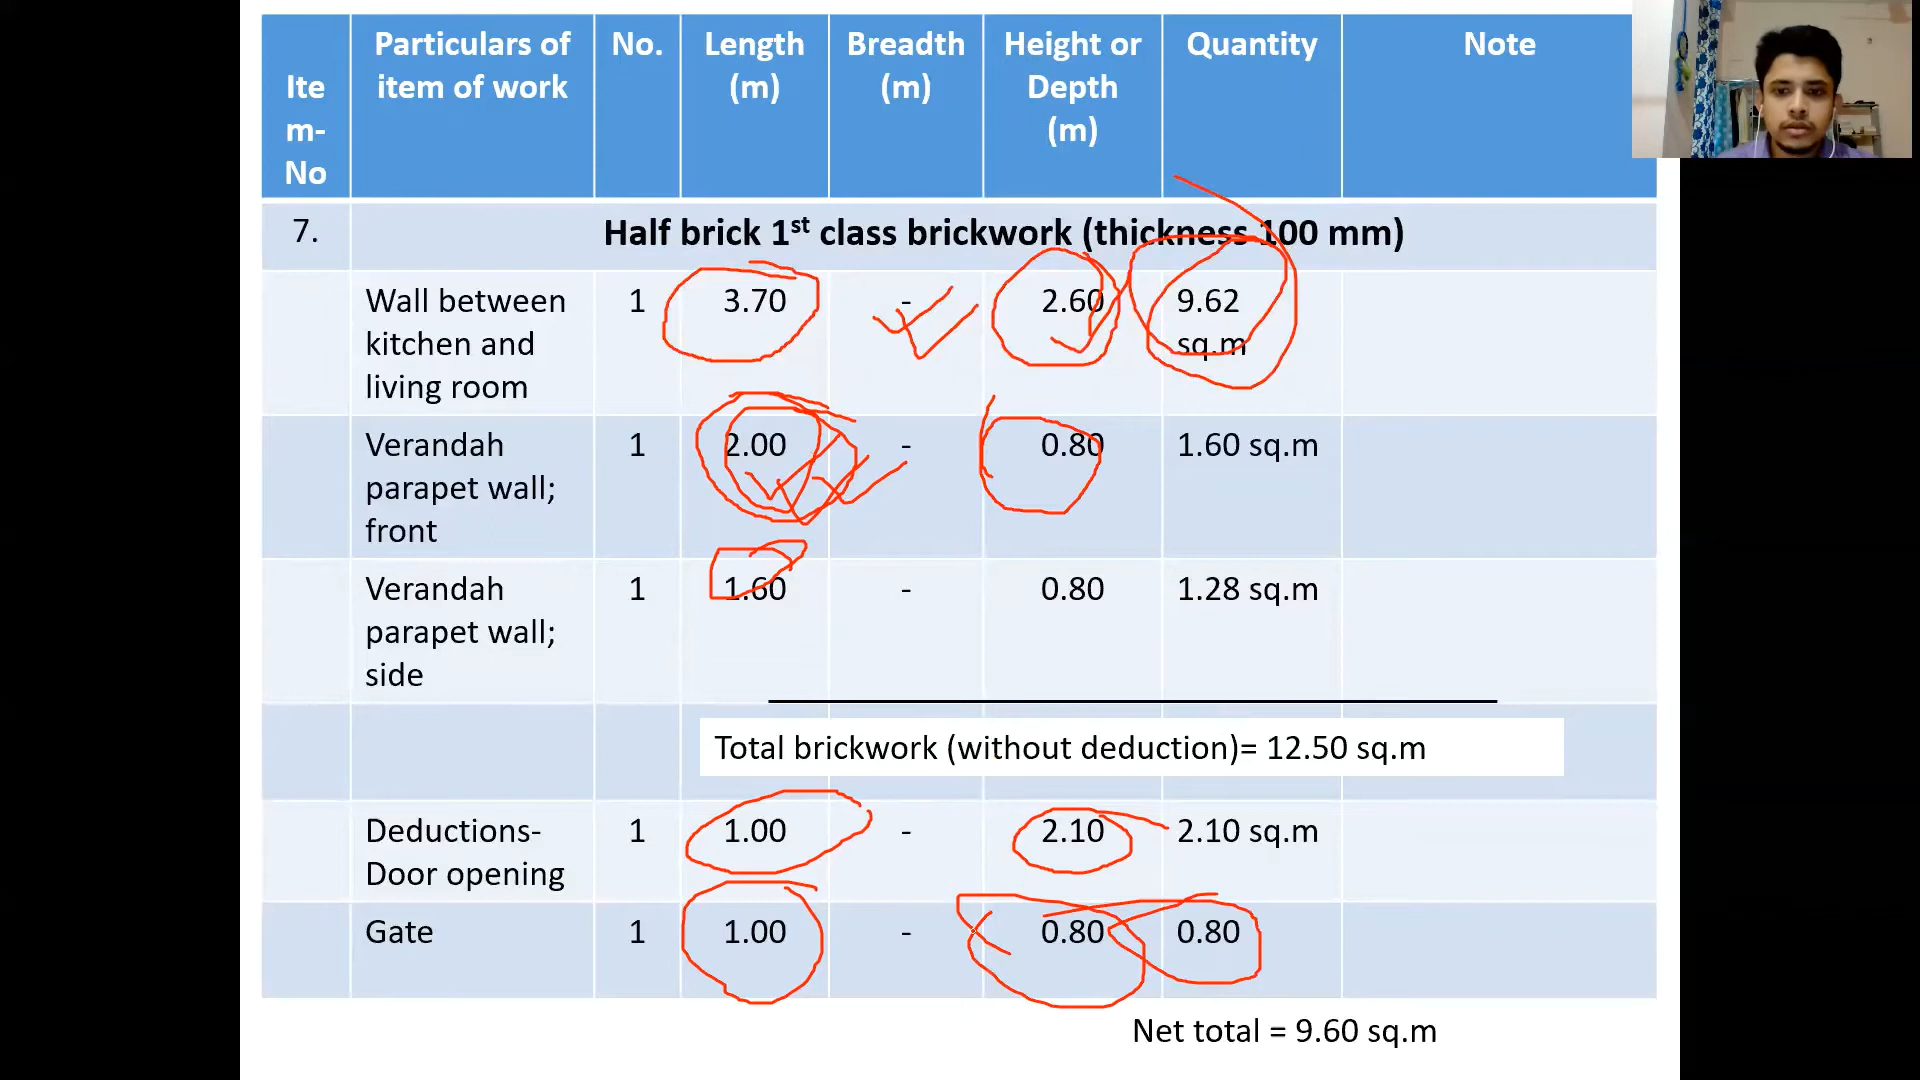 Item-No
Particulars of item of work
No.
Length (m)
Breadth (m)
Height or Depth (m)
Quantity
Note
7.
Half brick 1st class brickwork (thickness 100 mm)
Wall between kitchen and living room
1
3.70
-
2.60
9.62 sq.m
Verandah parapet wall; front
1
2.00
-
0.80
1.60 sq.m
Verandah parapet wall; side
1
1.60
-
0.80
1.28 sq.m
Total brickwork (without deduction)= 12.50 sq.m
Deductions- Door opening
1
1.00
-
2.10
2.10 sq.m
Gate
1
1.00
-
0.80
0.80
Net total = 9.60 sq.m